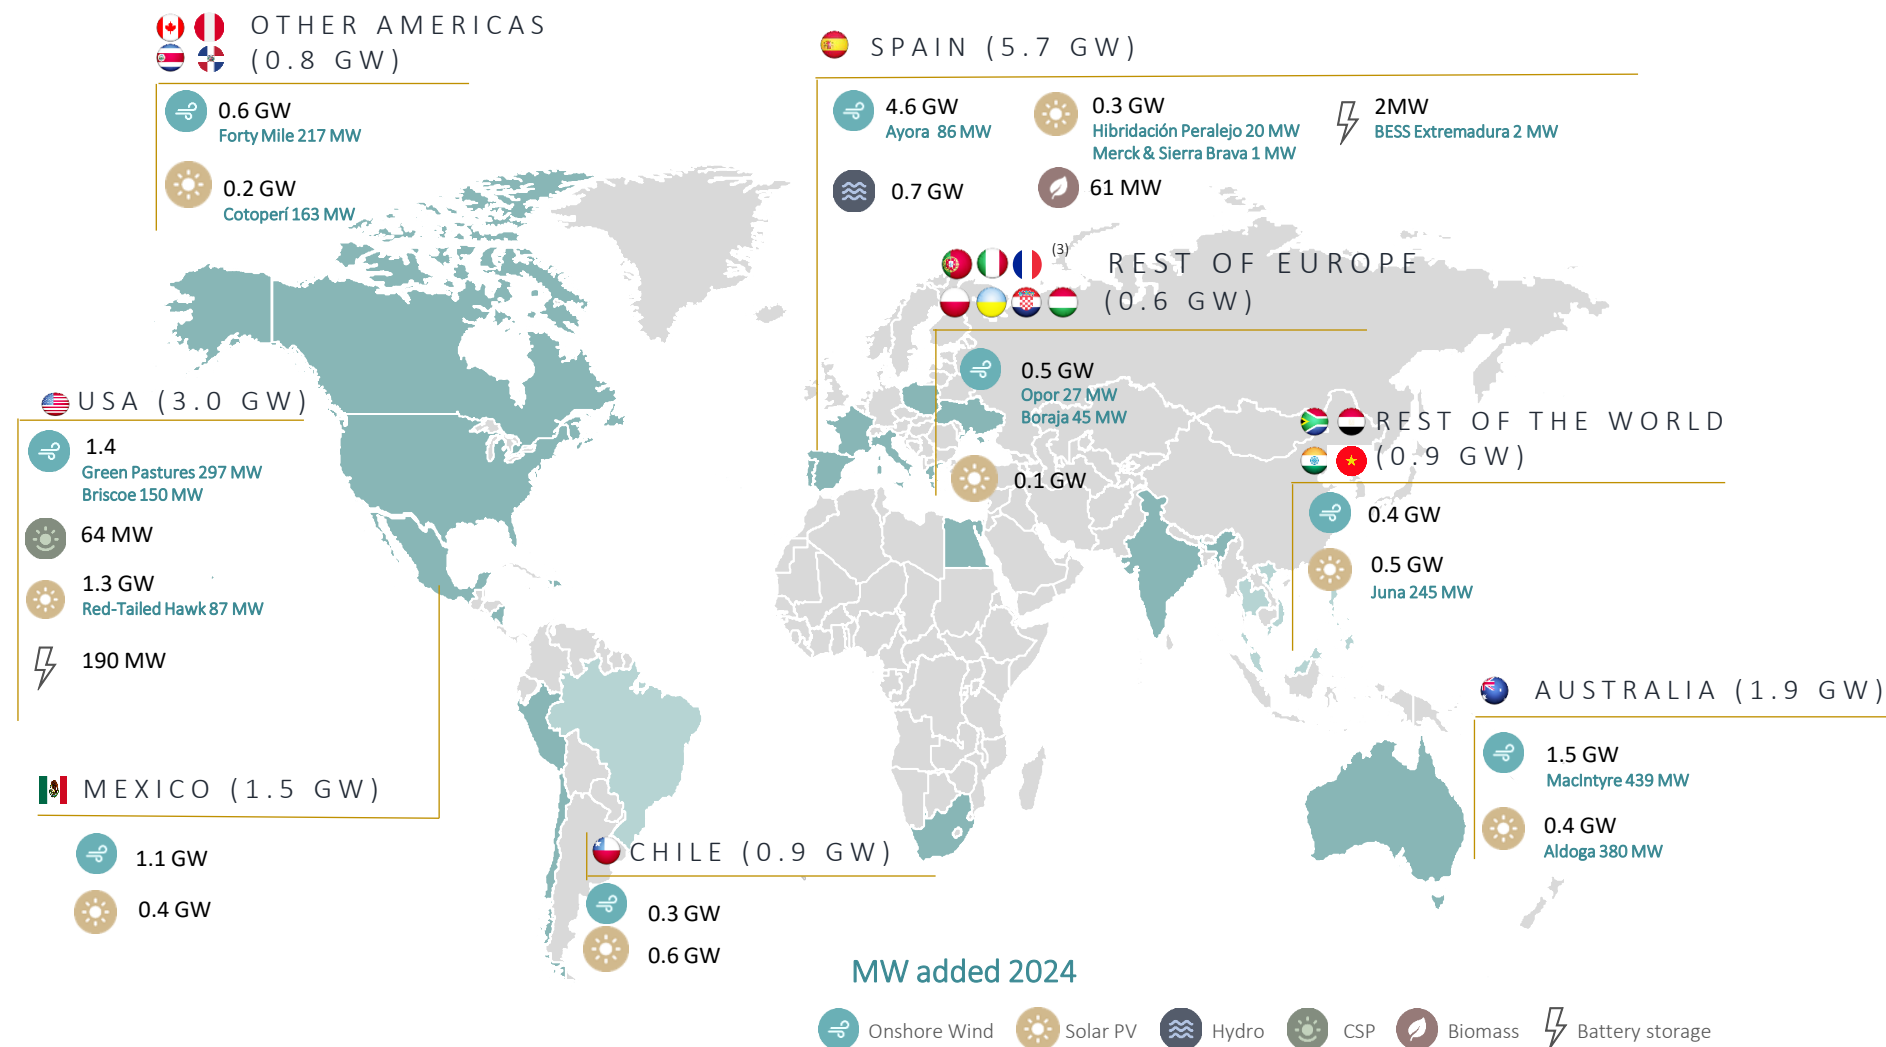 OTHER AMERICAS
(0.8 GW)
0.6 GW
Forty Mile 217 MW
0.2 GW
Cotoperí 163 MW
SPAIN (5.7 GW)
4.6 GW
Ayora 86 MW
0.3 GW
Hibridación Peralejo 20 MW
Merck & Sierra Brava 1 MW
2MW
BESS Extremadura 2 MW
0.7 GW
61 MW
(3)
REST OF EUROPE
(0.6 GW)
0.5 GW
Opor 27 MW
Boraja 45 MW
0.1 GW
USA (3.0 GW)
1.4
Green Pastures 297 MW
Briscoe 150 MW
64 MW
1.3 GW
Red-Tailed Hawk 87 MW
190 MW
REST OF THE WORLD
(0.9 GW)
0.4 GW
0.5 GW
Juna 245 MW
AUSTRALIA (1.9 GW)
1.5 GW
MacIntyre 439 MW
0.4 GW
Aldoga 380 MW
MEXICO (1.5 GW)
1.1 GW
0.4 GW
CHILE (0.9 GW)
0.3 GW
0.6 GW
MW added 2024
Onshore Wind
Solar PV
Hydro
CSP
Biomass
Battery storage